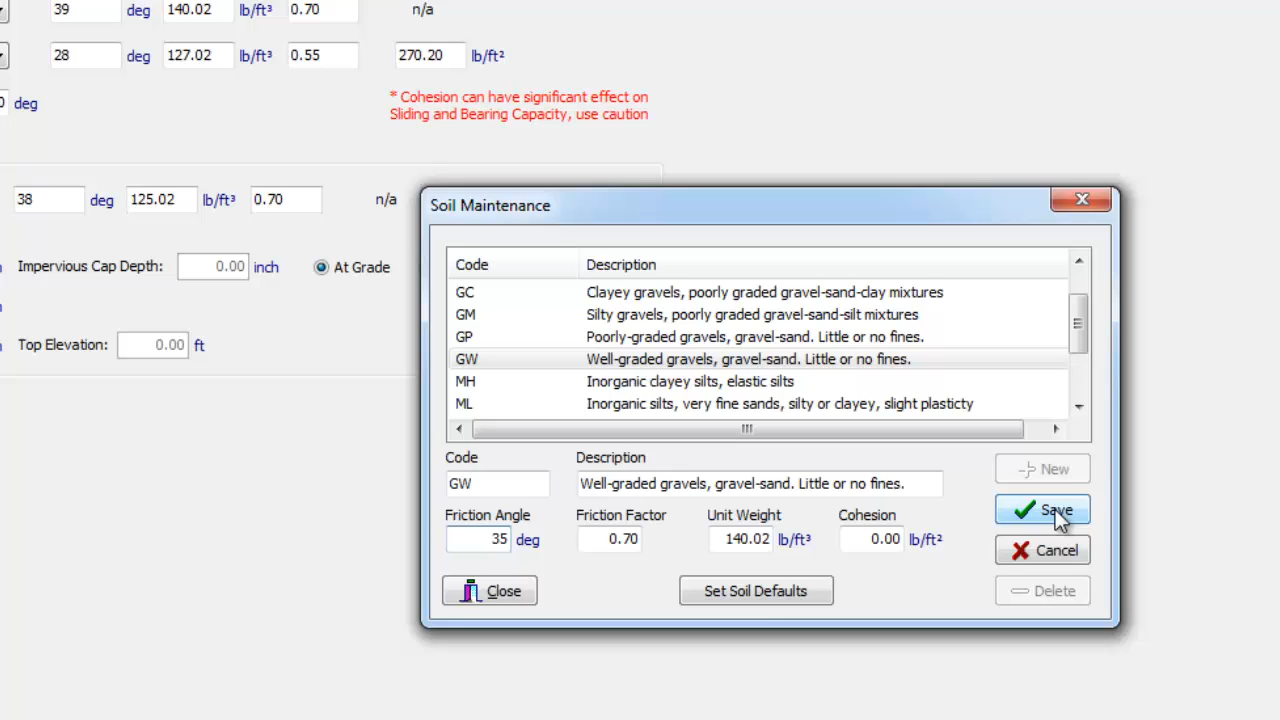 39 deg 140.02 lb/ft³ 0.70 n/a
28 deg 127.02 lb/ft³ 0.55 270.20 lb/ft²
0 deg
* Cohesion can have significant effect on
Sliding and Bearing Capacity, use caution
38 deg 125.02 lb/ft³ 0.70 n/a
Impervious Cap Depth: 0.00 inch At Grade
Top Elevation: 0.00 ft
Soil Maintenance
Code Description
GC Clayey gravels, poorly graded gravel-sand-clay mixtures
GM Silty gravels, poorly graded gravel-sand-silt mixtures
GP Poorly-graded gravels, gravel-sand. Little or no fines.
GW Well-graded gravels, gravel-sand. Little or no fines.
MH Inorganic clayey silts, elastic silts
ML Inorganic silts, very fine sands, silty or clayey, slight plasticty
Code Description
GW Well-graded gravels, gravel-sand. Little or no fines.
Friction Angle Friction Factor Unit Weight Cohesion
35 deg 0.70 140.02 lb/ft³ 0.00 lb/ft²
New
Save
Cancel
Close Set Soil Defaults Delete